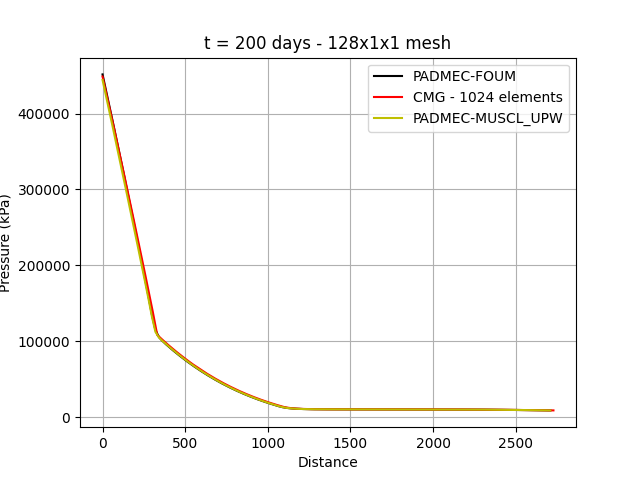 t = 200 days - 128x1x1 mesh
PADMEC-FOUM
CMG - 1024 elements
PADMEC-MUSCL_UPW
Pressure (kPa)
400000
300000
200000
100000
0
0 500 1000 1500 2000 2500
Distance